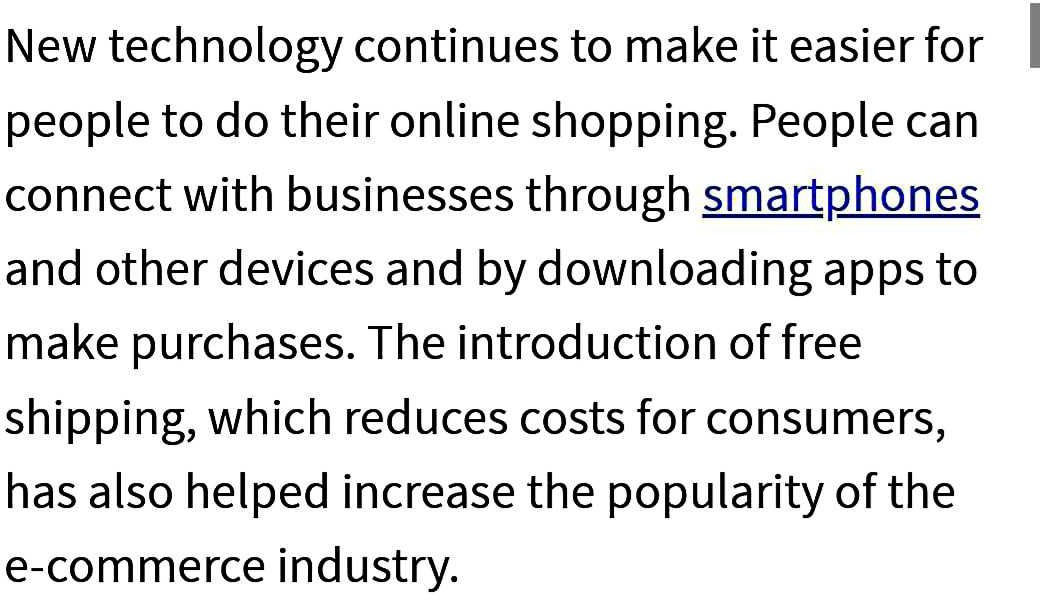 New technology continues to make it easier for
people to do their online shopping. People can
connect with businesses through smartphones
and other devices and by downloading apps to
make purchases. The introduction of free
shipping, which reduces costs for consumers,
has also helped increase the popularity of the
e-commerce industry.